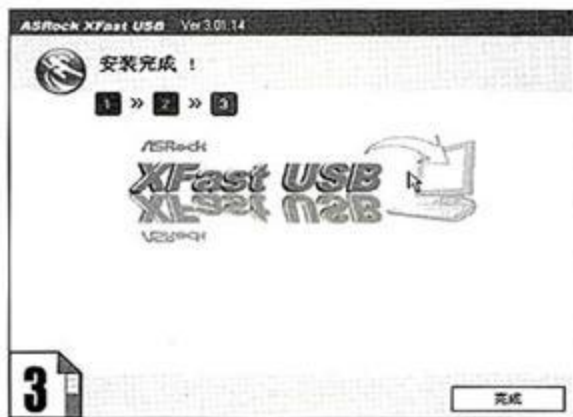 ASRock XFast USB Ver 3.01.14
安装完成 !
1 » 2 » 3
ASRock
XFast USB
3
完成